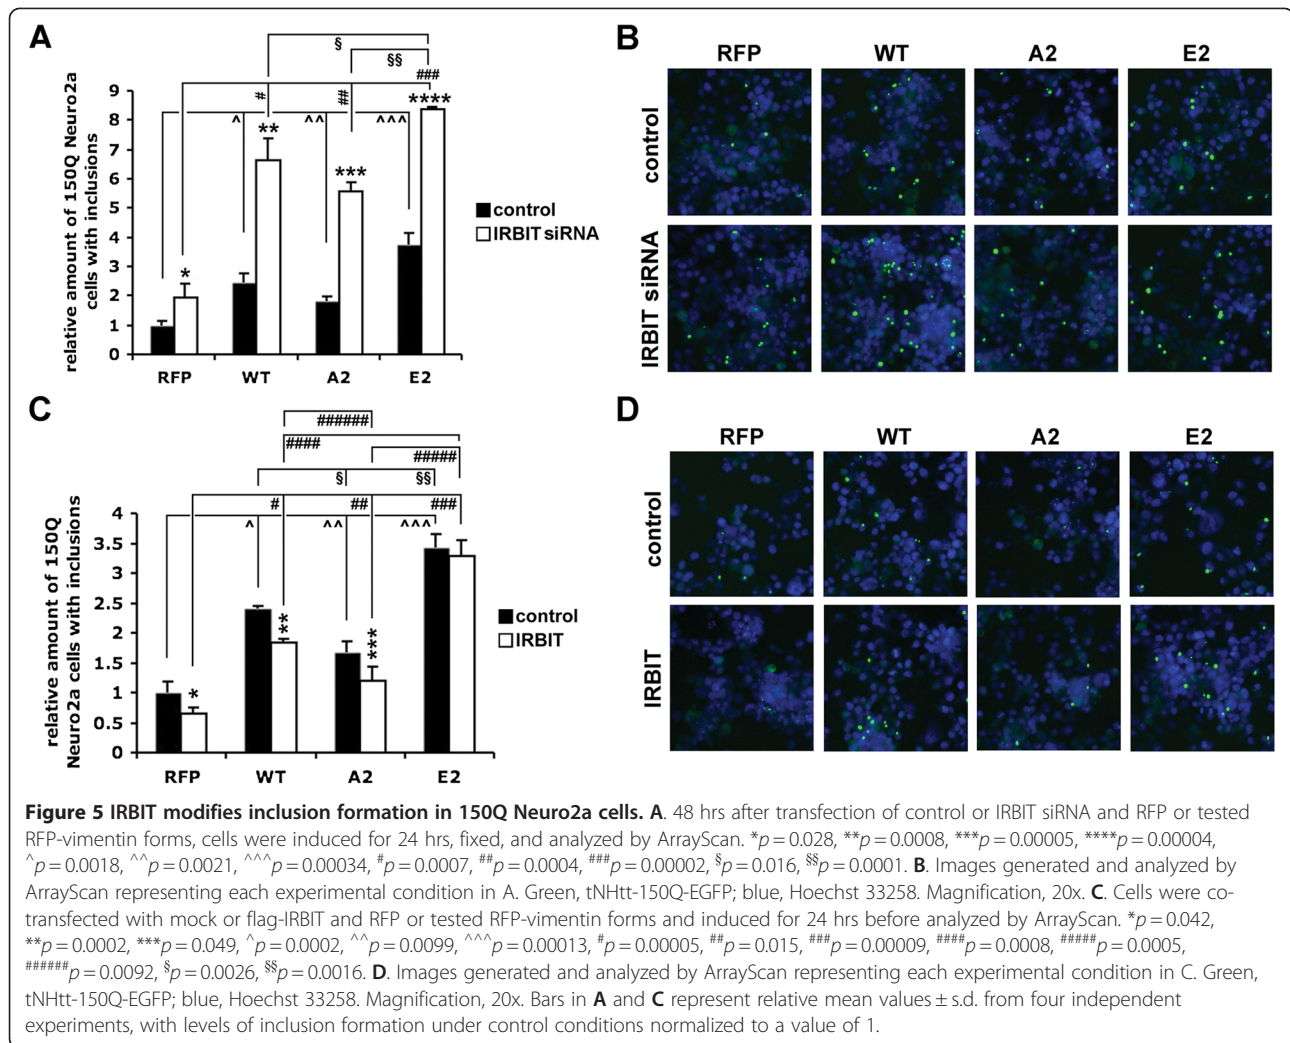 A
§
§§
###
#
##
****
^
**
^^
^^^
***
*
relative amount of 150Q Neuro2a
cells with inclusions
9
8
7
6
5
4
3
2
1
0
RFP WT A2 E2
control
IRBIT siRNA
B
RFP WT A2 E2
control
IRBIT siRNA
C
######
####
#####
§ §§
# ## ###
^ ^^ ^^^
**
***
*
relative amount of 150Q
Neuro2a cells with inclusions
4
3.5
3
2.5
2
1.5
1
0.5
0
RFP WT A2 E2
control
IRBIT
D
RFP WT A2 E2
control
IRBIT
Figure 5 IRBIT modifies inclusion formation in 150Q Neuro2a cells. A. 48 hrs after transfection of control or IRBIT siRNA and RFP or tested
RFP-vimentin forms, cells were induced for 24 hrs, fixed, and analyzed by ArrayScan. *p = 0.028, **p = 0.0008, ***p = 0.00005, ****p = 0.00004,
^p = 0.0018, ^^p = 0.0021, ^^^p = 0.00034, #p = 0.0007, ##p = 0.0004, ###p = 0.00002, §p = 0.016, §§p = 0.0001. B. Images generated and analyzed by
ArrayScan representing each experimental condition in A. Green, tNHtt-150Q-EGFP; blue, Hoechst 33258. Magnification, 20x. C. Cells were co-
transfected with mock or flag-IRBIT and RFP or tested RFP-vimentin forms and induced for 24 hrs before analyzed by ArrayScan. *p = 0.042,
**p = 0.0002, ***p = 0.049, ^p = 0.0002, ^^p = 0.0099, ^^^p = 0.00013, #p = 0.00005, ##p = 0.015, ###p = 0.00009, ####p = 0.0008, #####p = 0.0005,
######p = 0.0092, §p = 0.0026, §§p = 0.0016. D. Images generated and analyzed by ArrayScan representing each experimental condition in C. Green,
tNHtt-150Q-EGFP; blue, Hoechst 33258. Magnification, 20x. Bars in A and C represent relative mean values ± s.d. from four independent
experiments, with levels of inclusion formation under control conditions normalized to a value of 1.